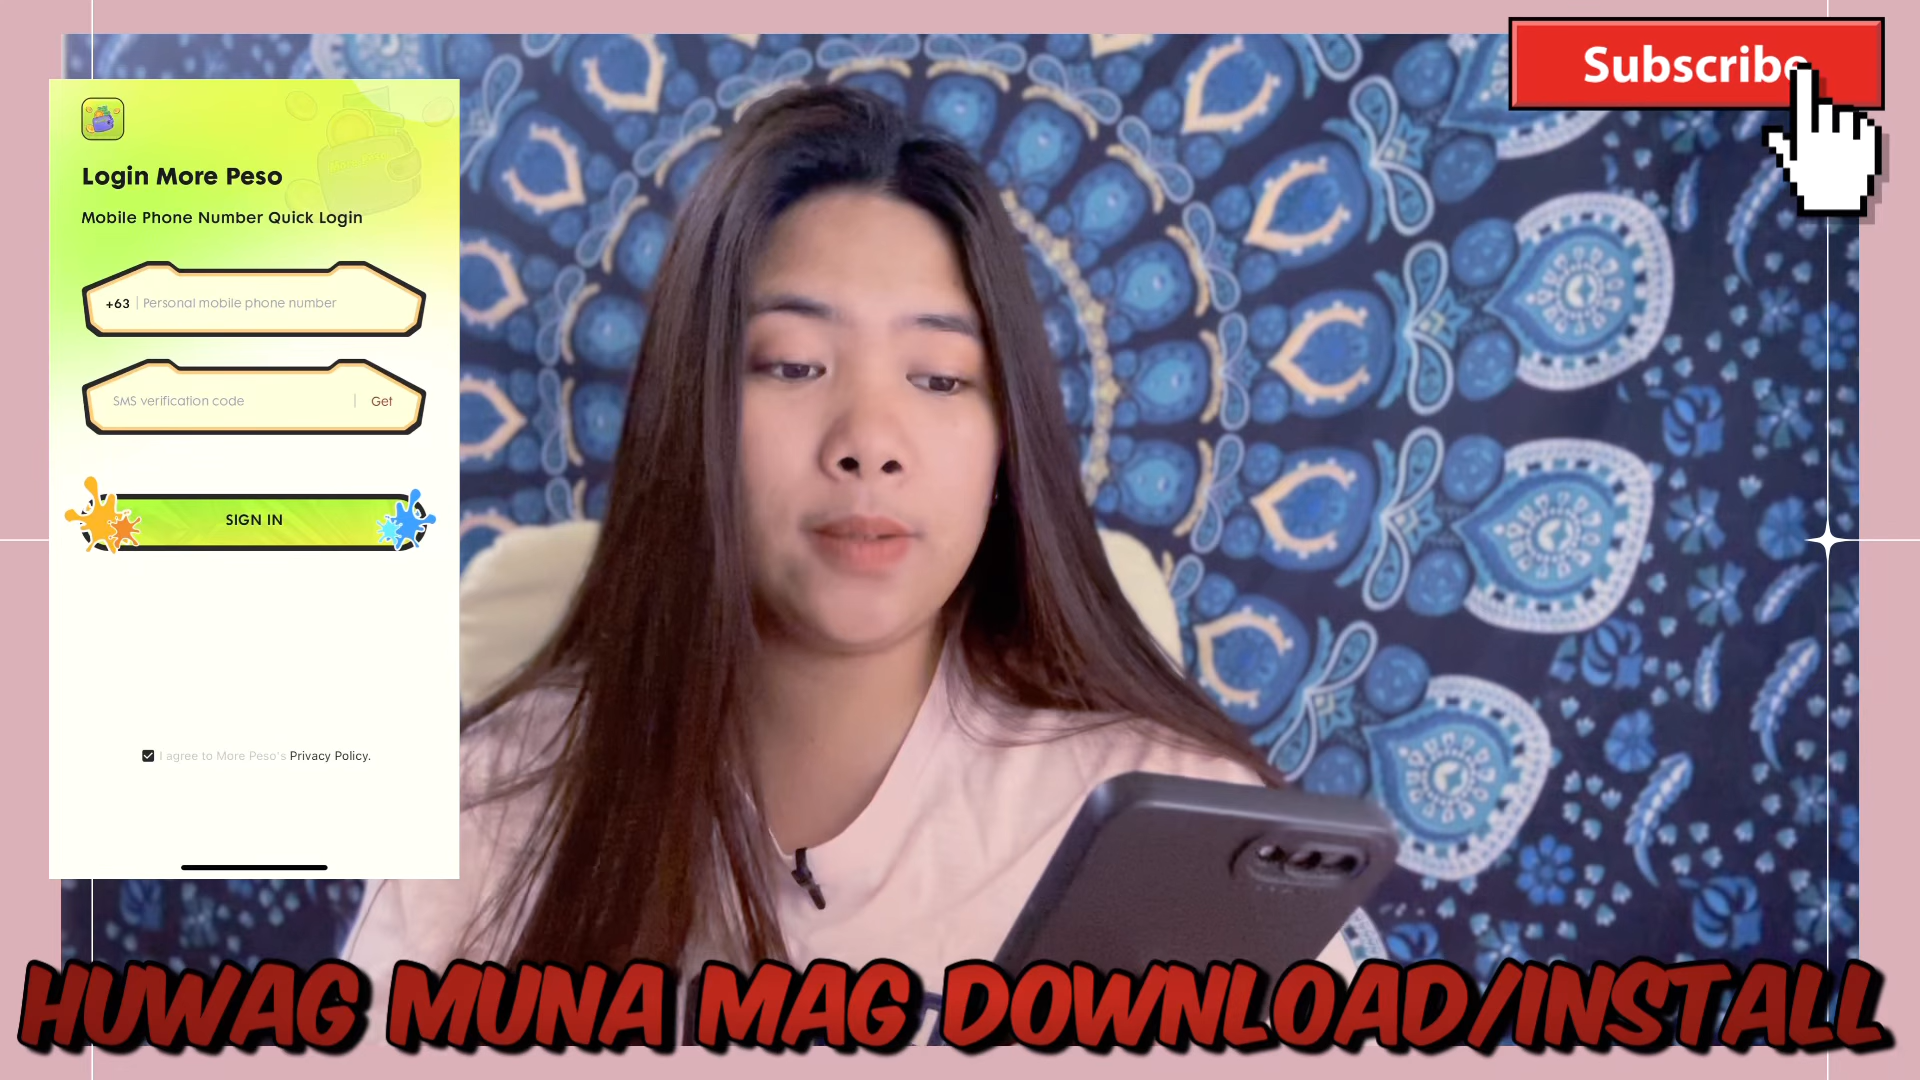 Subscribe
Login More Peso
Mobile Phone Number Quick Login
+63 Personal mobile phone number
SMS verification code Get
SIGN IN
I agree to More Peso's Privacy Policy.
HUWAG MUNA MAG DOWNLOAD/INSTALL